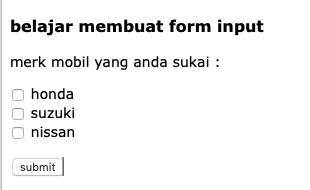 belajar membuat form input
merk mobil yang anda sukai :
honda
suzuki
nissan
submit